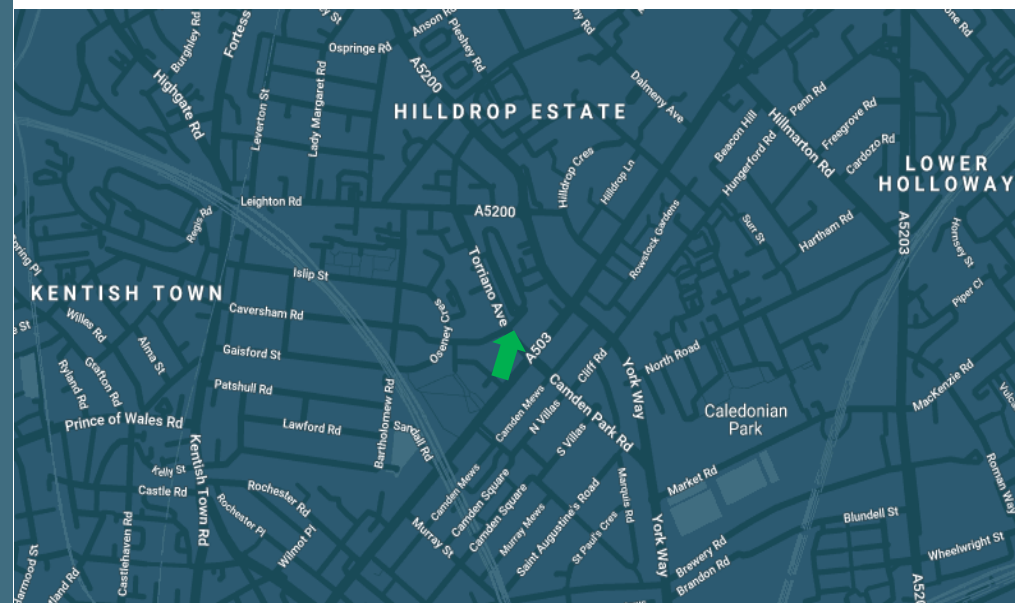 Anson Rd
Ospringe Rd
Pleshey Rd
Burghley Rd
Fortess
A5200
Highgate Rd
Leverton St
Lady Margaret Rd
HILLDROP ESTATE
Dalmeny Ave
Beacon Hill
Penn Rd
Hillmarton Rd
Freegrove Rd
Hungerford Rd
Cardozo Rd
LOWER
HOLLOWAY
Hilldrop Cres
Hilldrop Ln
Leighton Rd
A5200
Regis Rd
Rowstock Gardens
Surr St
Hartham Rd
A5203
Hornsey St
Torriano Ave
Islip St
KENTISH TOWN
Piper Cl
Willes Rd
Caversham Rd
Oseney Cres
Alma St
Gaisford St
A503
Cliff Rd
York Way
North Road
Ryland Rd
Grafton Rd
Patshull Rd
Camden Park Rd
MacKenzie Rd
Prince of Wales Rd
Lawford Rd
Bartholomew Rd
Sandall Rd
Camden Mews
N Villas
S Villas
Caledonian
Park
Kentish Town Rd
Kelly St
Castle Rd
Rochester Rd
Rochester Pl
Wilmot Pl
Castlehaven Rd
Camden Mews
Camden Square
Camden Square
Murray St
Murray Mews
Saint Augustine's Road
St Paul's Cres
Marquis Rd
Market Rd
York Way
Roman Way
Blundell St
Brewery Rd
Brandon Rd
Wheelwright St